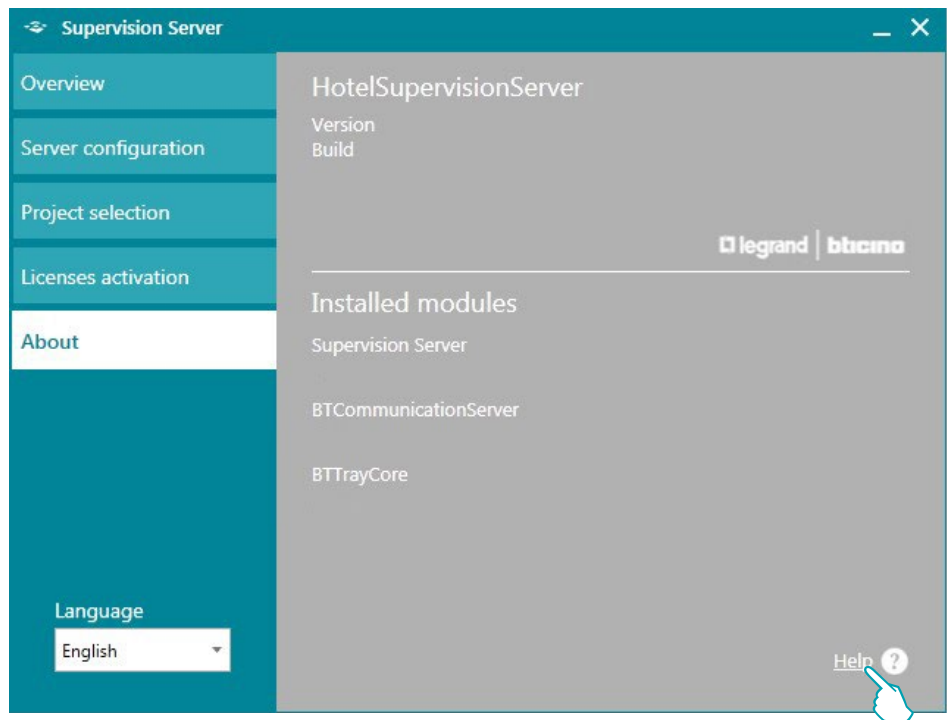 Supervision Server
Overview
Server configuration
Project selection
Licenses activation
About
Language
English
HotelSupervisionServer
Version
Build
legrand | bticino
Installed modules
Supervision Server
BTCommunicationServer
BTTrayCore
Help ?